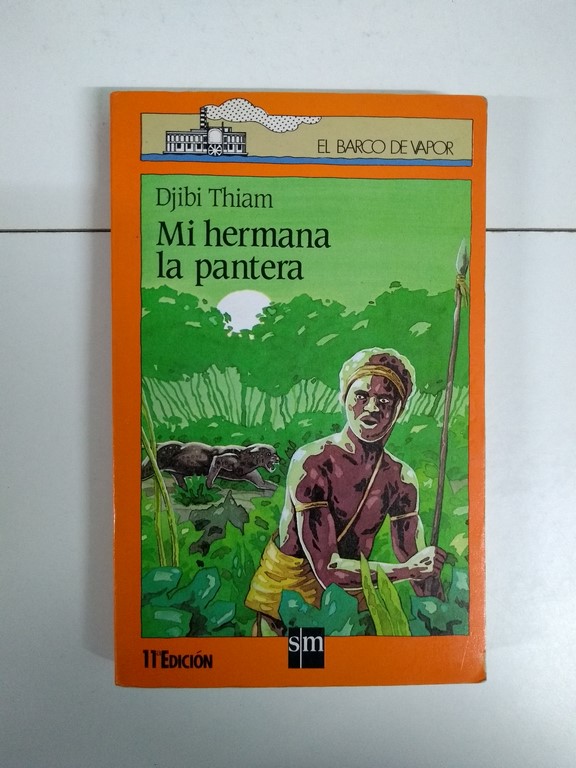 EL BARCO DE VAPOR
Djibi Thiam
Mi hermana
la pantera
sm
11ª EDICIÓN